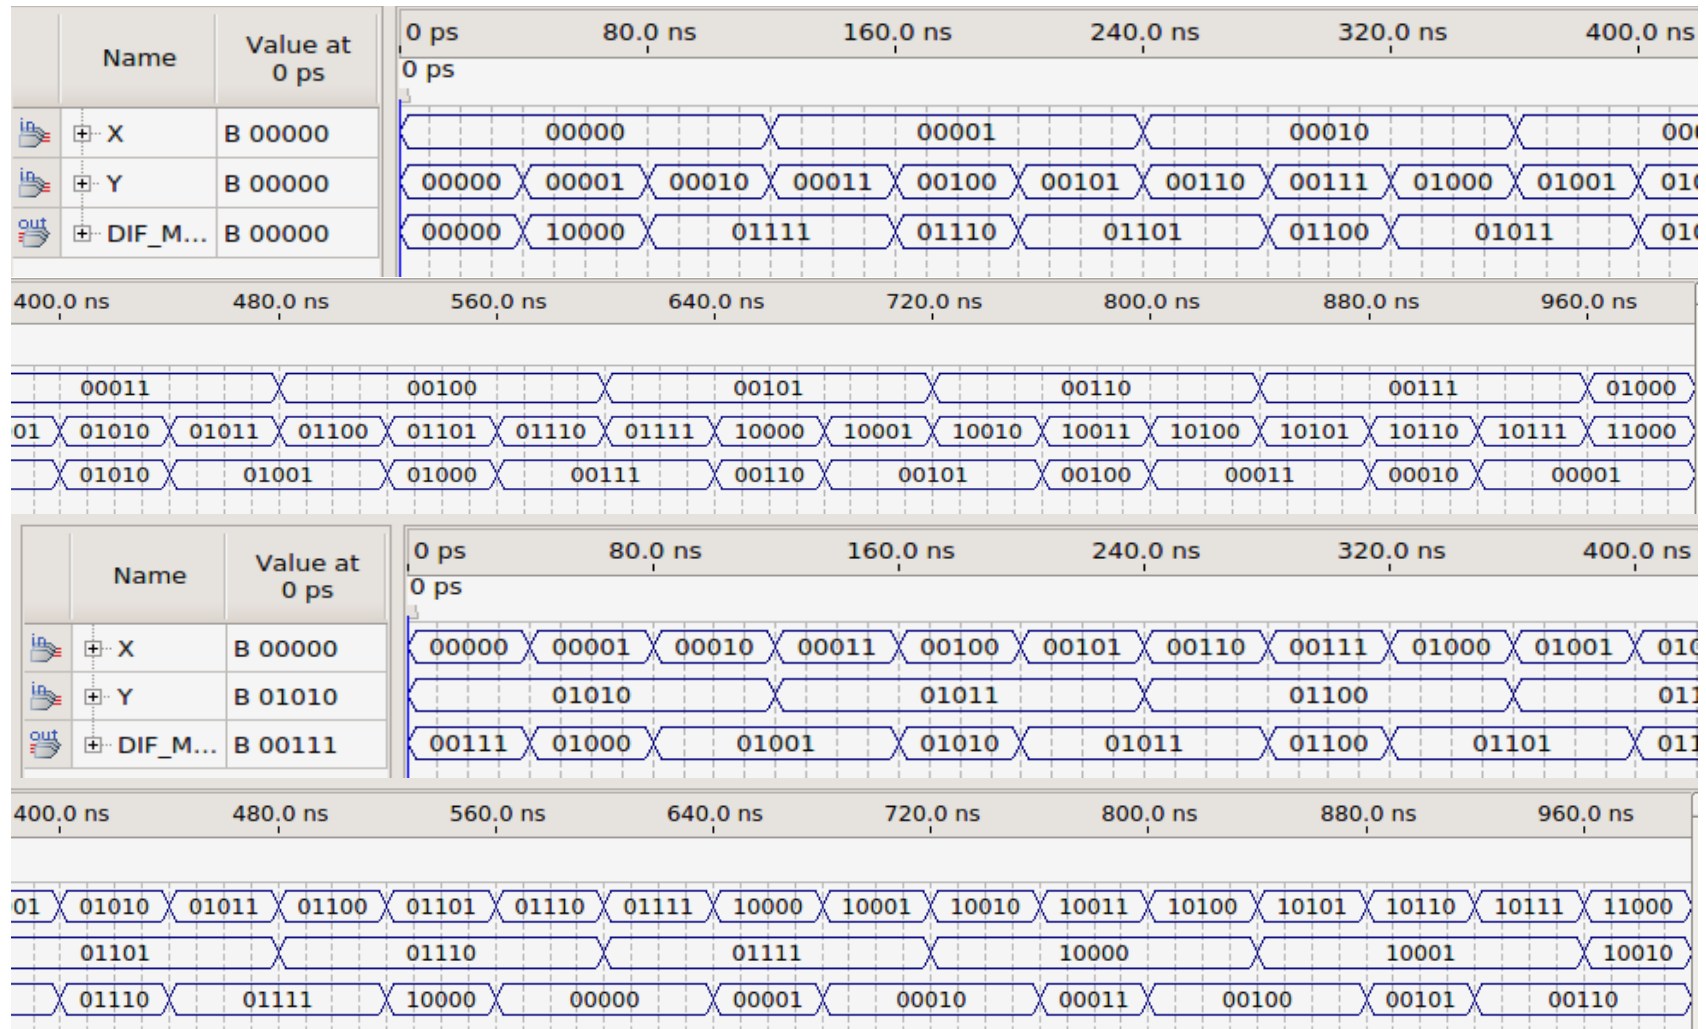 Name Value at 0 ps 0 ps 80.0 ns 160.0 ns 240.0 ns 320.0 ns 400.0 ns
0 ps
X B 00000 00000 00001 00010 00
Y B 00000 00000 00001 00010 00011 00100 00101 00110 00111 01000 01001 01
DIF_M... B 00000 00000 10000 01111 01110 01101 01100 01011 01
400.0 ns 480.0 ns 560.0 ns 640.0 ns 720.0 ns 800.0 ns 880.0 ns 960.0 ns
00011 00100 00101 00110 00111 01000
01 01010 01011 01100 01101 01110 01111 10000 10001 10010 10011 10100 10101 10110 10111 11000
01010 01001 01000 00111 00110 00101 00100 00011 00010 00001
Name Value at 0 ps 0 ps 80.0 ns 160.0 ns 240.0 ns 320.0 ns 400.0 ns
0 ps
X B 00000 00000 00001 00010 00011 00100 00101 00110 00111 01000 01001 01
Y B 01010 01010 01011 01100 011
DIF_M... B 00111 00111 01000 01001 01010 01011 01100 01101 011
400.0 ns 480.0 ns 560.0 ns 640.0 ns 720.0 ns 800.0 ns 880.0 ns 960.0 ns
01 01010 01011 01100 01101 01110 01111 10000 10001 10010 10011 10100 10101 10110 10111 11000
01101 01110 01111 10000 10001 10010
01110 01111 10000 00000 00001 00010 00011 00100 00101 00110